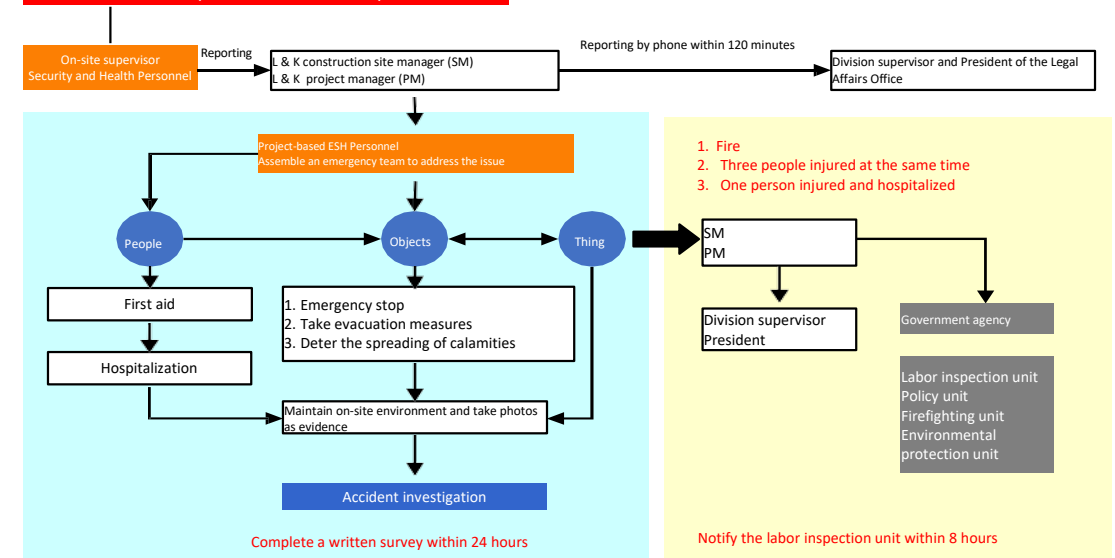 On-site supervisor
Security and Health Personnel
Reporting
L & K construction site manager (SM)
L & K project manager (PM)
Reporting by phone within 120 minutes
Division supervisor and President of the Legal
Affairs Office
Project-based ESH Personnel
Assemble an emergency team to address the issue
People
Objects
Thing
First aid
Hospitalization
1. Emergency stop
2. Take evacuation measures
3. Deter the spreading of calamities
Maintain on-site environment and take photos
as evidence
Accident investigation
Complete a written survey within 24 hours
1. Fire
2. Three people injured at the same time
3. One person injured and hospitalized
SM
PM
Division supervisor
President
Government agency
Labor inspection unit
Policy unit
Firefighting unit
Environmental
protection unit
Notify the labor inspection unit within 8 hours